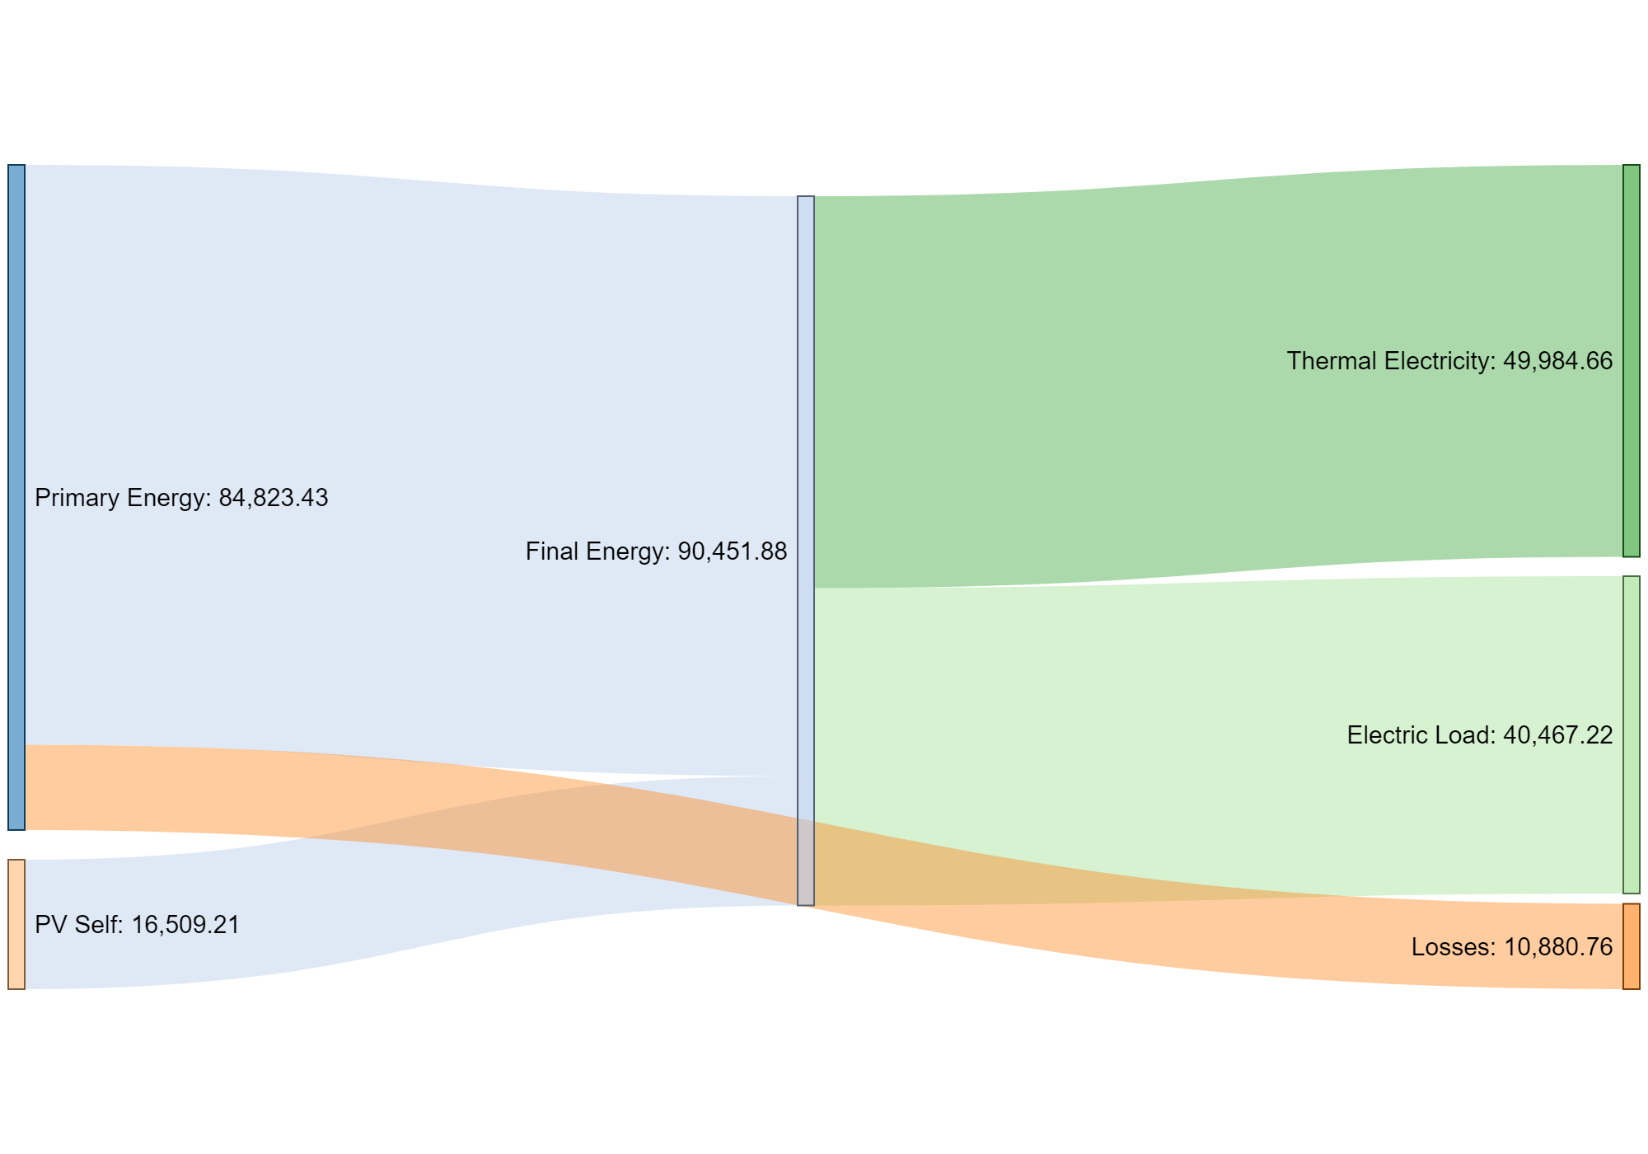 Thermal Electricity: 49,984.66
Primary Energy: 84,823.43
Final Energy: 90,451.88
Electric Load: 40,467.22
PV Self: 16,509.21
Losses: 10,880.76